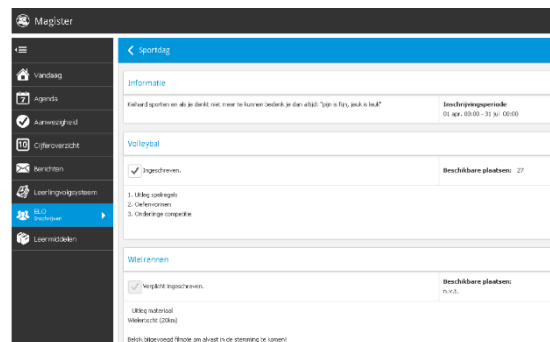 Magister
Sportdag
Vandaag
Informatie
7 Agenda
Keihard sporten en als je denkt niet meer te kunnen bedenk je dan altijd: "pijn is fijn, jeuk is leuk"
Inschrijvingsperiode
01 apr. 00:00 - 31 jul. 00:00
Aanwezigheid
10 Cijferoverzicht
Volleybal
Berichten
Ingeschreven.
Beschikbare plaatsen: 27
Leerlingvolgsysteem
1. Uitleg spelregels
2. Oefenvormen
3. Onderlinge competitie
ELO
Inschrijven
Leermiddelen
Wielrennen
Verplicht ingeschreven.
Beschikbare plaatsen:
n.v.t.
Uitleg materiaal
Wielertocht (20km)
Bekijk bijgevoegd filmpje om alvast in de stemming te komen!